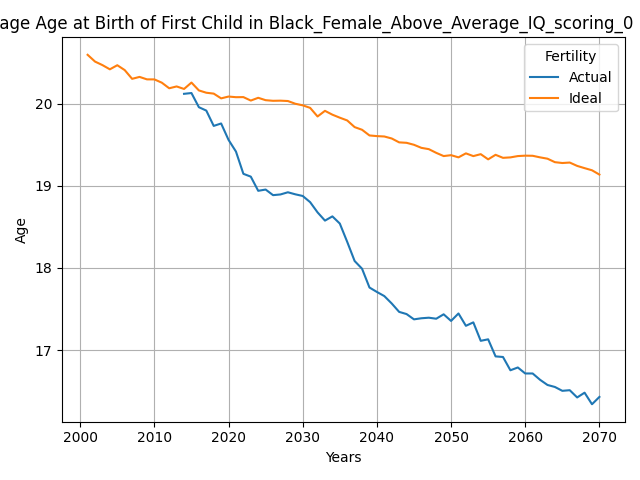 age Age at Birth of First Child in Black_Female_Above_Average_IQ_scoring_0
Fertility
Actual
Ideal
20
19
18
17
Age
2000 2010 2020 2030 2040 2050 2060 2070
Years